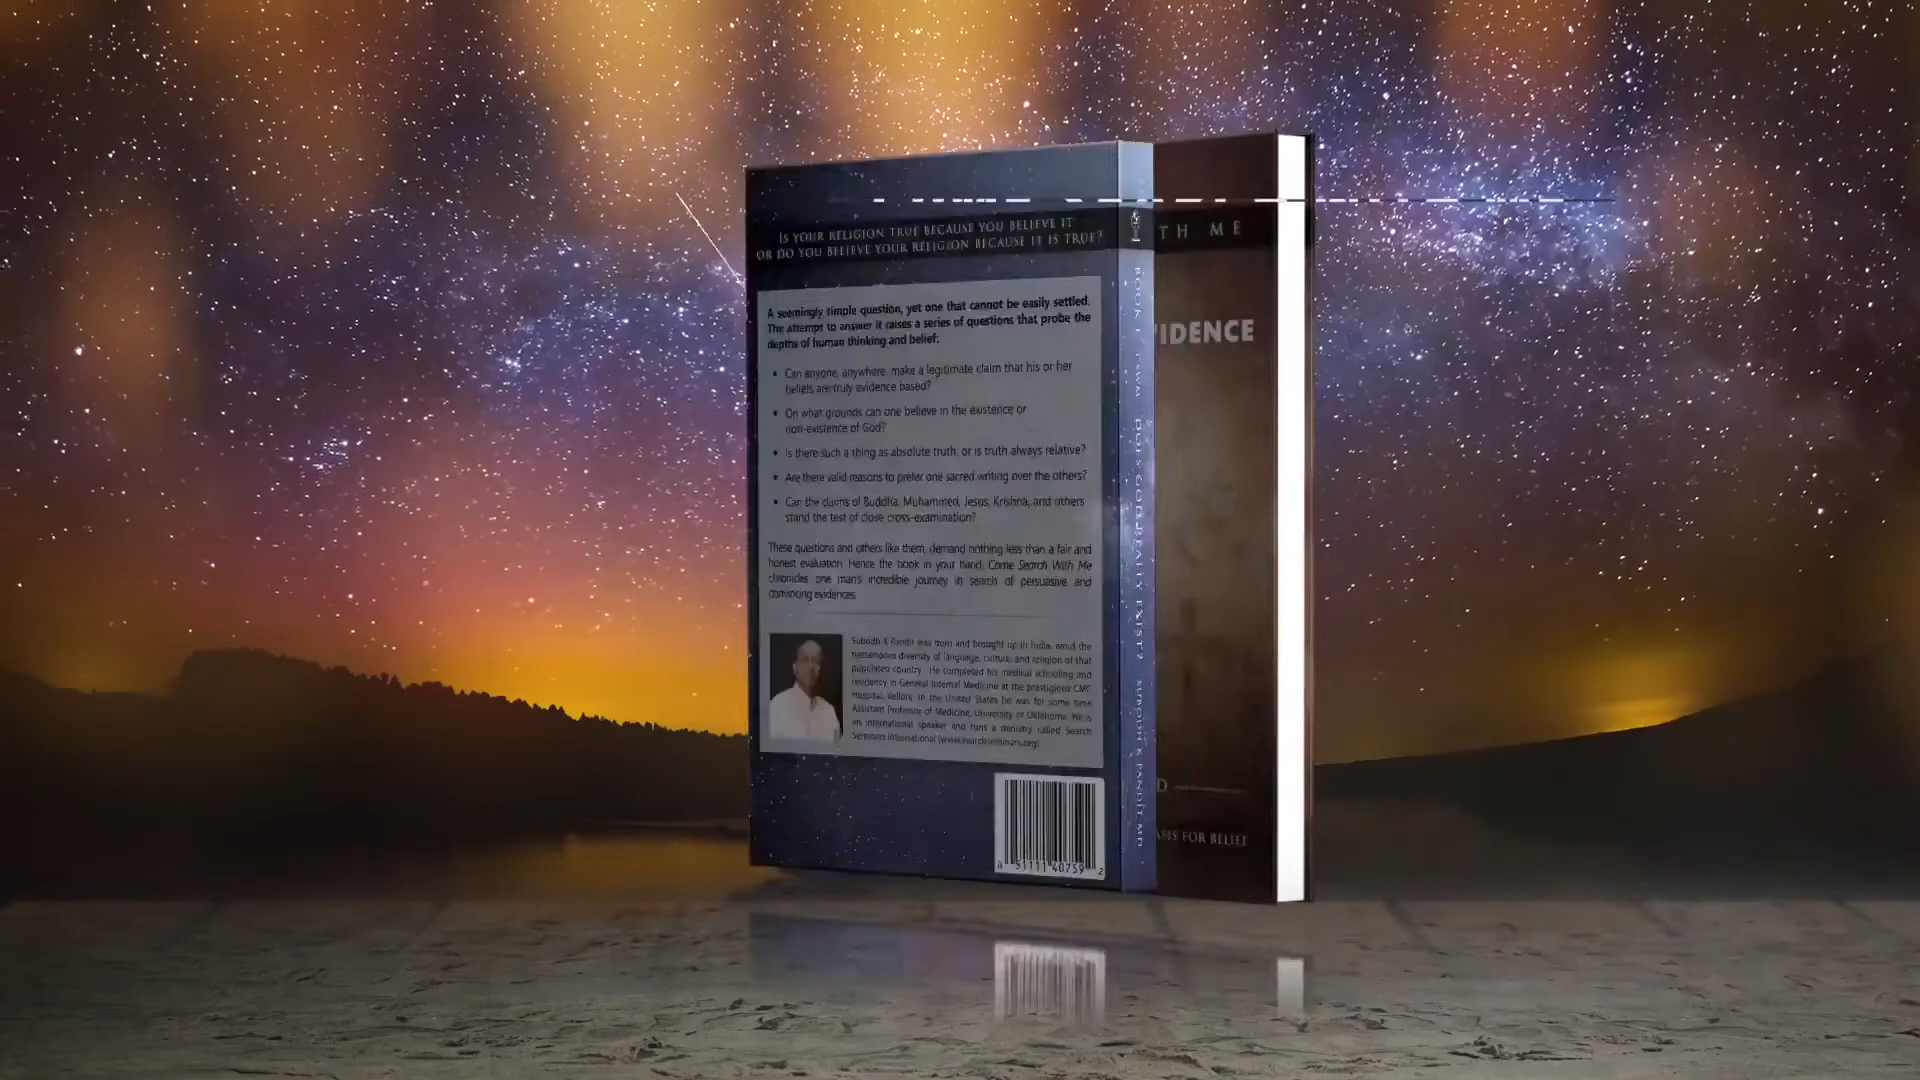 IS YOUR RELIGION TRUE BECAUSE YOU BELIEVE IT
OR DO YOU BELIEVE YOUR RELIGION BECAUSE IT IS TRUE?
A seemingly simple question, yet one that cannot be easily settled.
The attempt to answer it raises a series of questions that probe the
depths of human thinking and belief:
• Can anyone, anywhere, make a legitimate claim that his or her
beliefs are truly evidence based?
• On what grounds can one believe in the existence or
non-existence of God?
• Is there such a thing as absolute truth, or is truth always relative?
• Are there valid reasons to prefer one sacred writing over the others?
• Can the claims of Buddha, Muhammed, Jesus, Krishna, and others
stand the test of close cross-examination?
These questions and others like them, demand nothing less than a fair and
honest evaluation. Hence the book in your hand. Come Search With Me
chronicles one man's incredible journey in search of persuasive and
convincing evidences.
Subodh K Pandit was born and brought up in India, amid the
tremendous diversity of language, culture, and religion of that
populated country. He completed his medical schooling and
residency in General Internal Medicine at the prestigious CMC
Hospital, Vellore. In the United States he was for some time
Assistant Professor of Medicine, University of Oklahoma. He is
an international speaker and runs a ministry called Search
Seminars International (www.searchseminars.org)
0 51111 40759 2
BOOK 1
DOES GOD REALLY EXIST?
SUBODH K PANDIT, MD
TH ME
IDENCE
D
ASIS FOR BELIEF